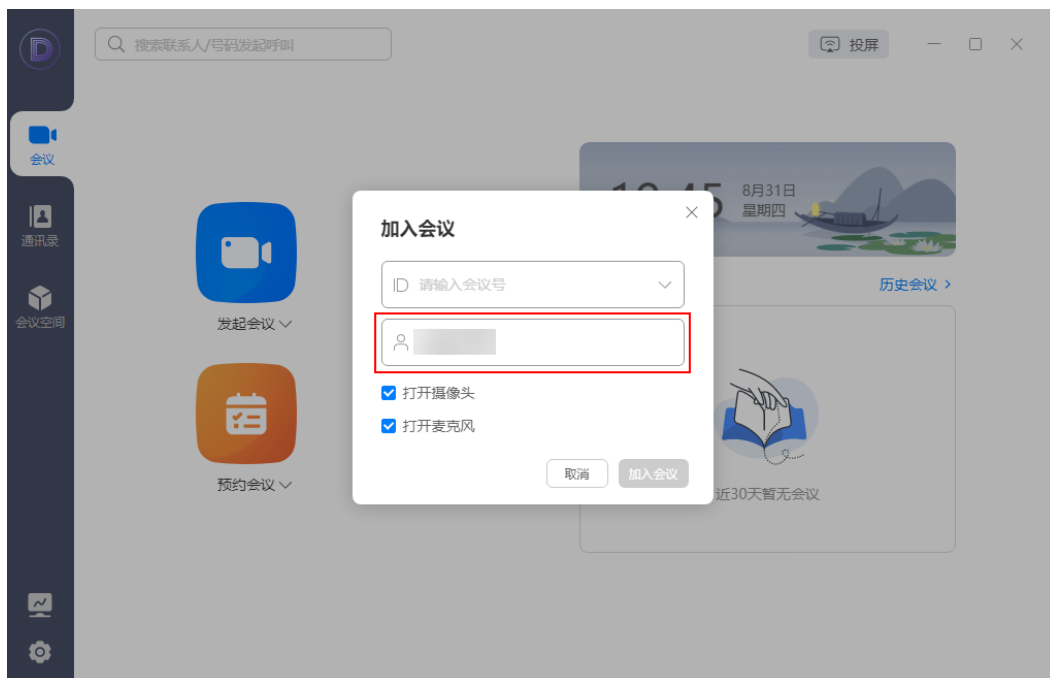 搜索联系人/号码发起呼叫
投屏
会议
通讯录
会议空间
8月31日
星期四
历史会议
发起会议
预约会议
加入会议
ID 请输入会议号
打开摄像头
打开麦克风
取消
加入会议
近30天暂无会议